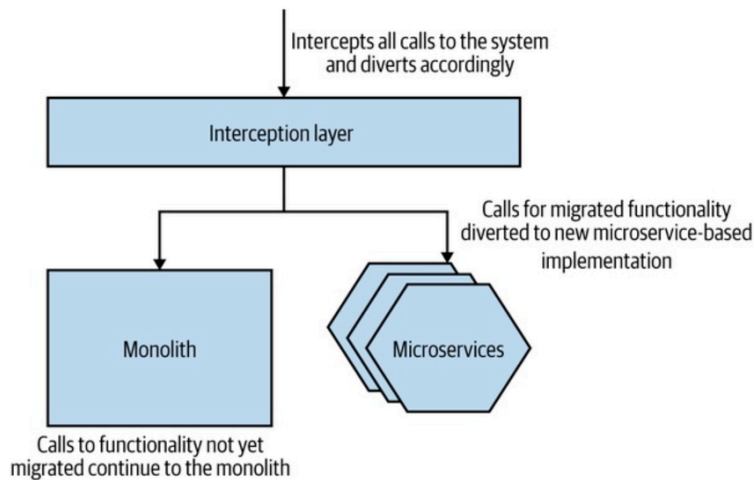 Intercepts all calls to the system
and diverts accordingly
Interception layer
Calls for migrated functionality
diverted to new microservice-based
implementation
Monolith
Microservices
Calls to functionality not yet
migrated continue to the monolith